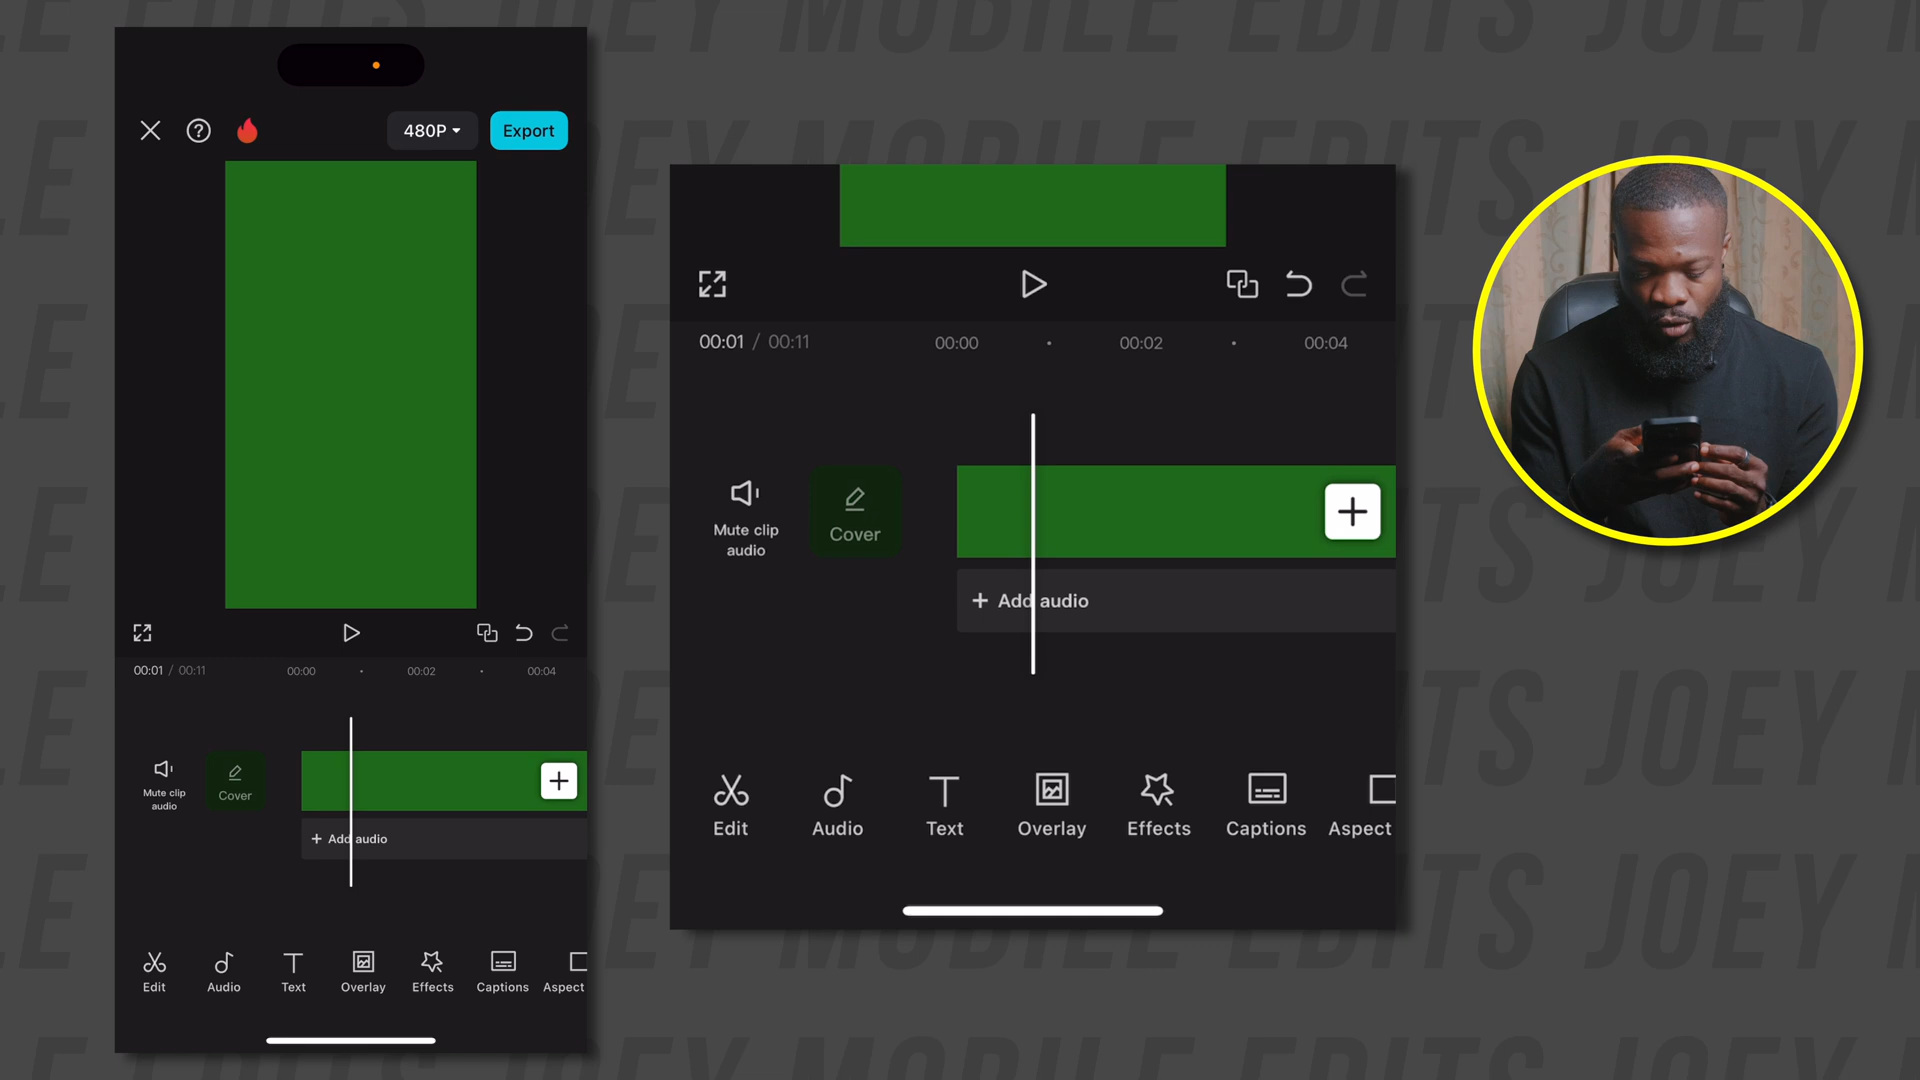 JOEY MOBILE EDITS
480P
Export
00:01 / 00:11
00:00
00:02
00:04
Mute clip
audio
Cover
+ Add audio
Edit
Audio
Text
Overlay
Effects
Captions
Aspect
00:01 / 00:11
00:00
00:02
00:04
Mute clip
audio
Cover
+ Add audio
Edit
Audio
Text
Overlay
Effects
Captions
Aspect